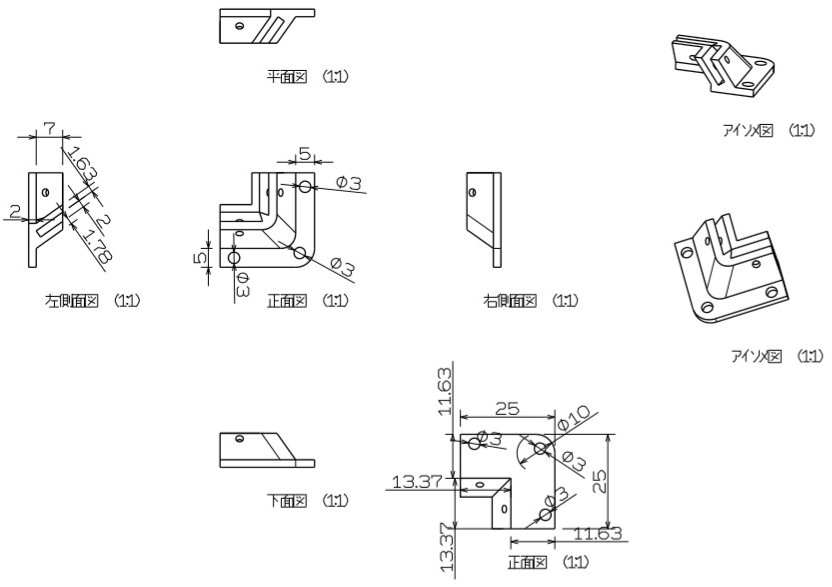 平面図 (1:1)
アイソメ図 (1:1)
7
1.63
2
2
1.78
左側面図 (1:1)
5
Φ3
5
Φ3
Φ3
正面図 (1:1)
右側面図 (1:1)
アイソメ図 (1:1)
下面図 (1:1)
11.63
25
Φ3
Φ10
Φ3
25
13.37
Φ3
13.37
11.63
正面図 (1:1)